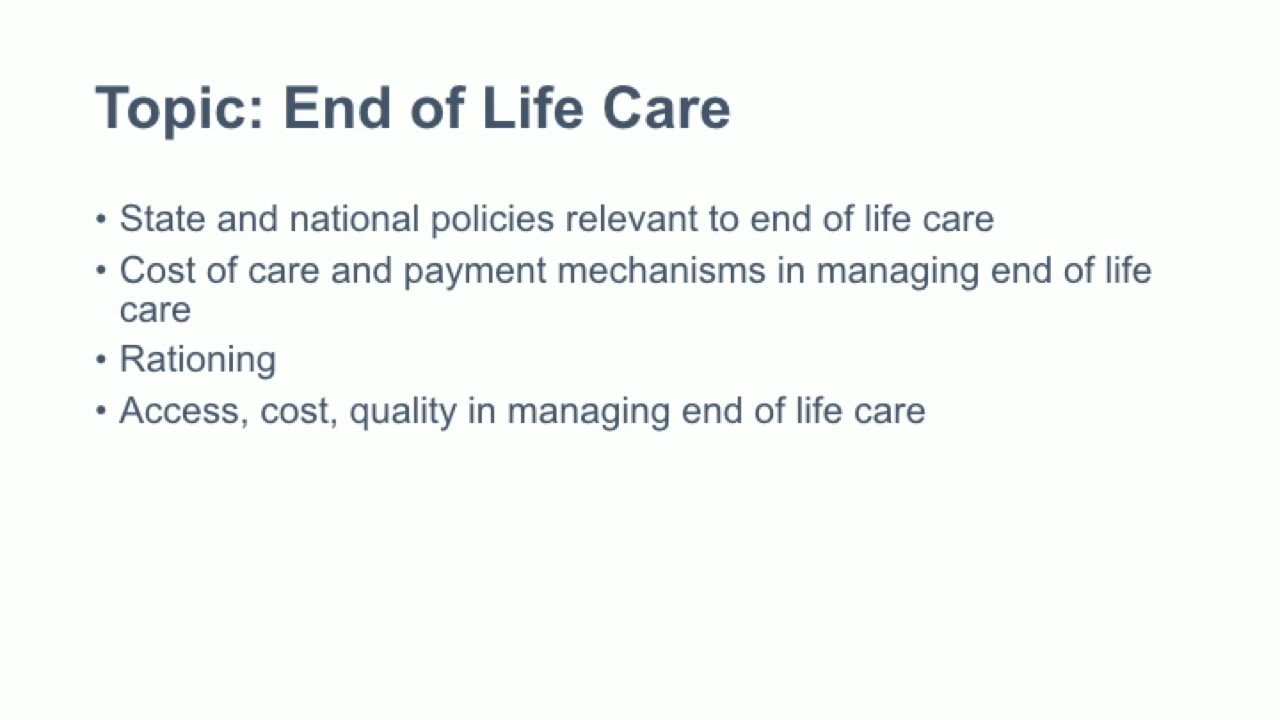 Topic: End of Life Care
• State and national policies relevant to end of life care
• Cost of care and payment mechanisms in managing end of life
care
• Rationing
• Access, cost, quality in managing end of life care